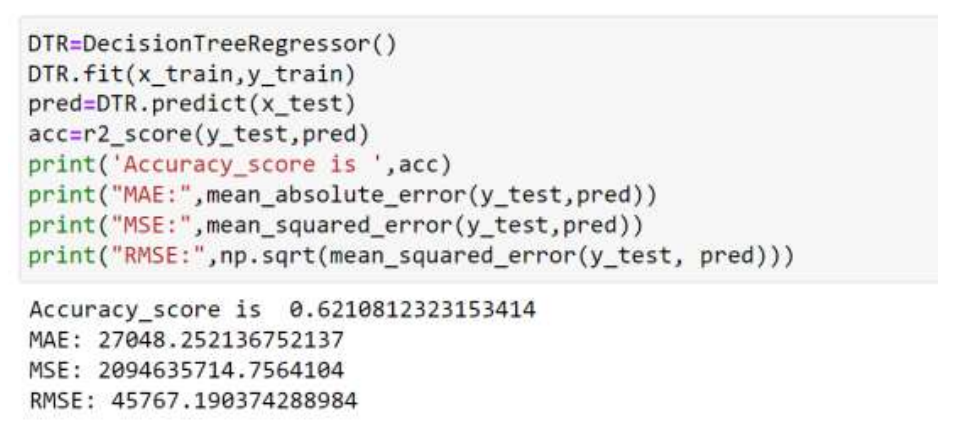 DTR=DecisionTreeRegressor()
DTR.fit(x_train,y_train)
pred=DTR.predict(x_test)
acc=r2_score(y_test,pred)
print('Accuracy_score is ',acc)
print("MAE:",mean_absolute_error(y_test,pred))
print("MSE:",mean_squared_error(y_test,pred))
print("RMSE:",np.sqrt(mean_squared_error(y_test, pred)))
Accuracy_score is  0.6210812323153414
MAE: 27048.252136752137
MSE: 2094635714.7564104
RMSE: 45767.190374288984